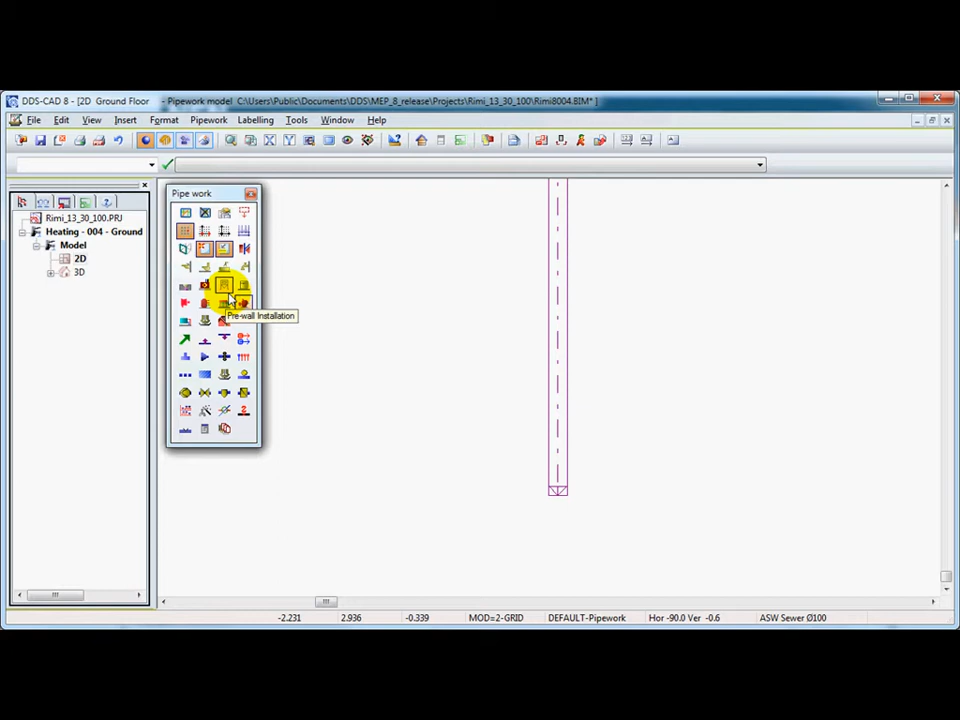 DDS-CAD 8 - [2D Ground Floor - Pipework model C:\Users\Public\Documents\DDS\MEP_8_release\Projects\Rimi_13_30_100\Rimi8004.BIM* ]
File Edit View Insert Format Pipework Labelling Tools Window Help
Pipe work
Rimi_13_30_100.PRJ
Heating - 004 - Ground
Model
2D
3D
Pre-wall Installation
-2.231 2.936 -0.339 MOD=2-GRID DEFAULT-Pipework Hor -90.0 Ver -0.6 ASW Sewer Ø100